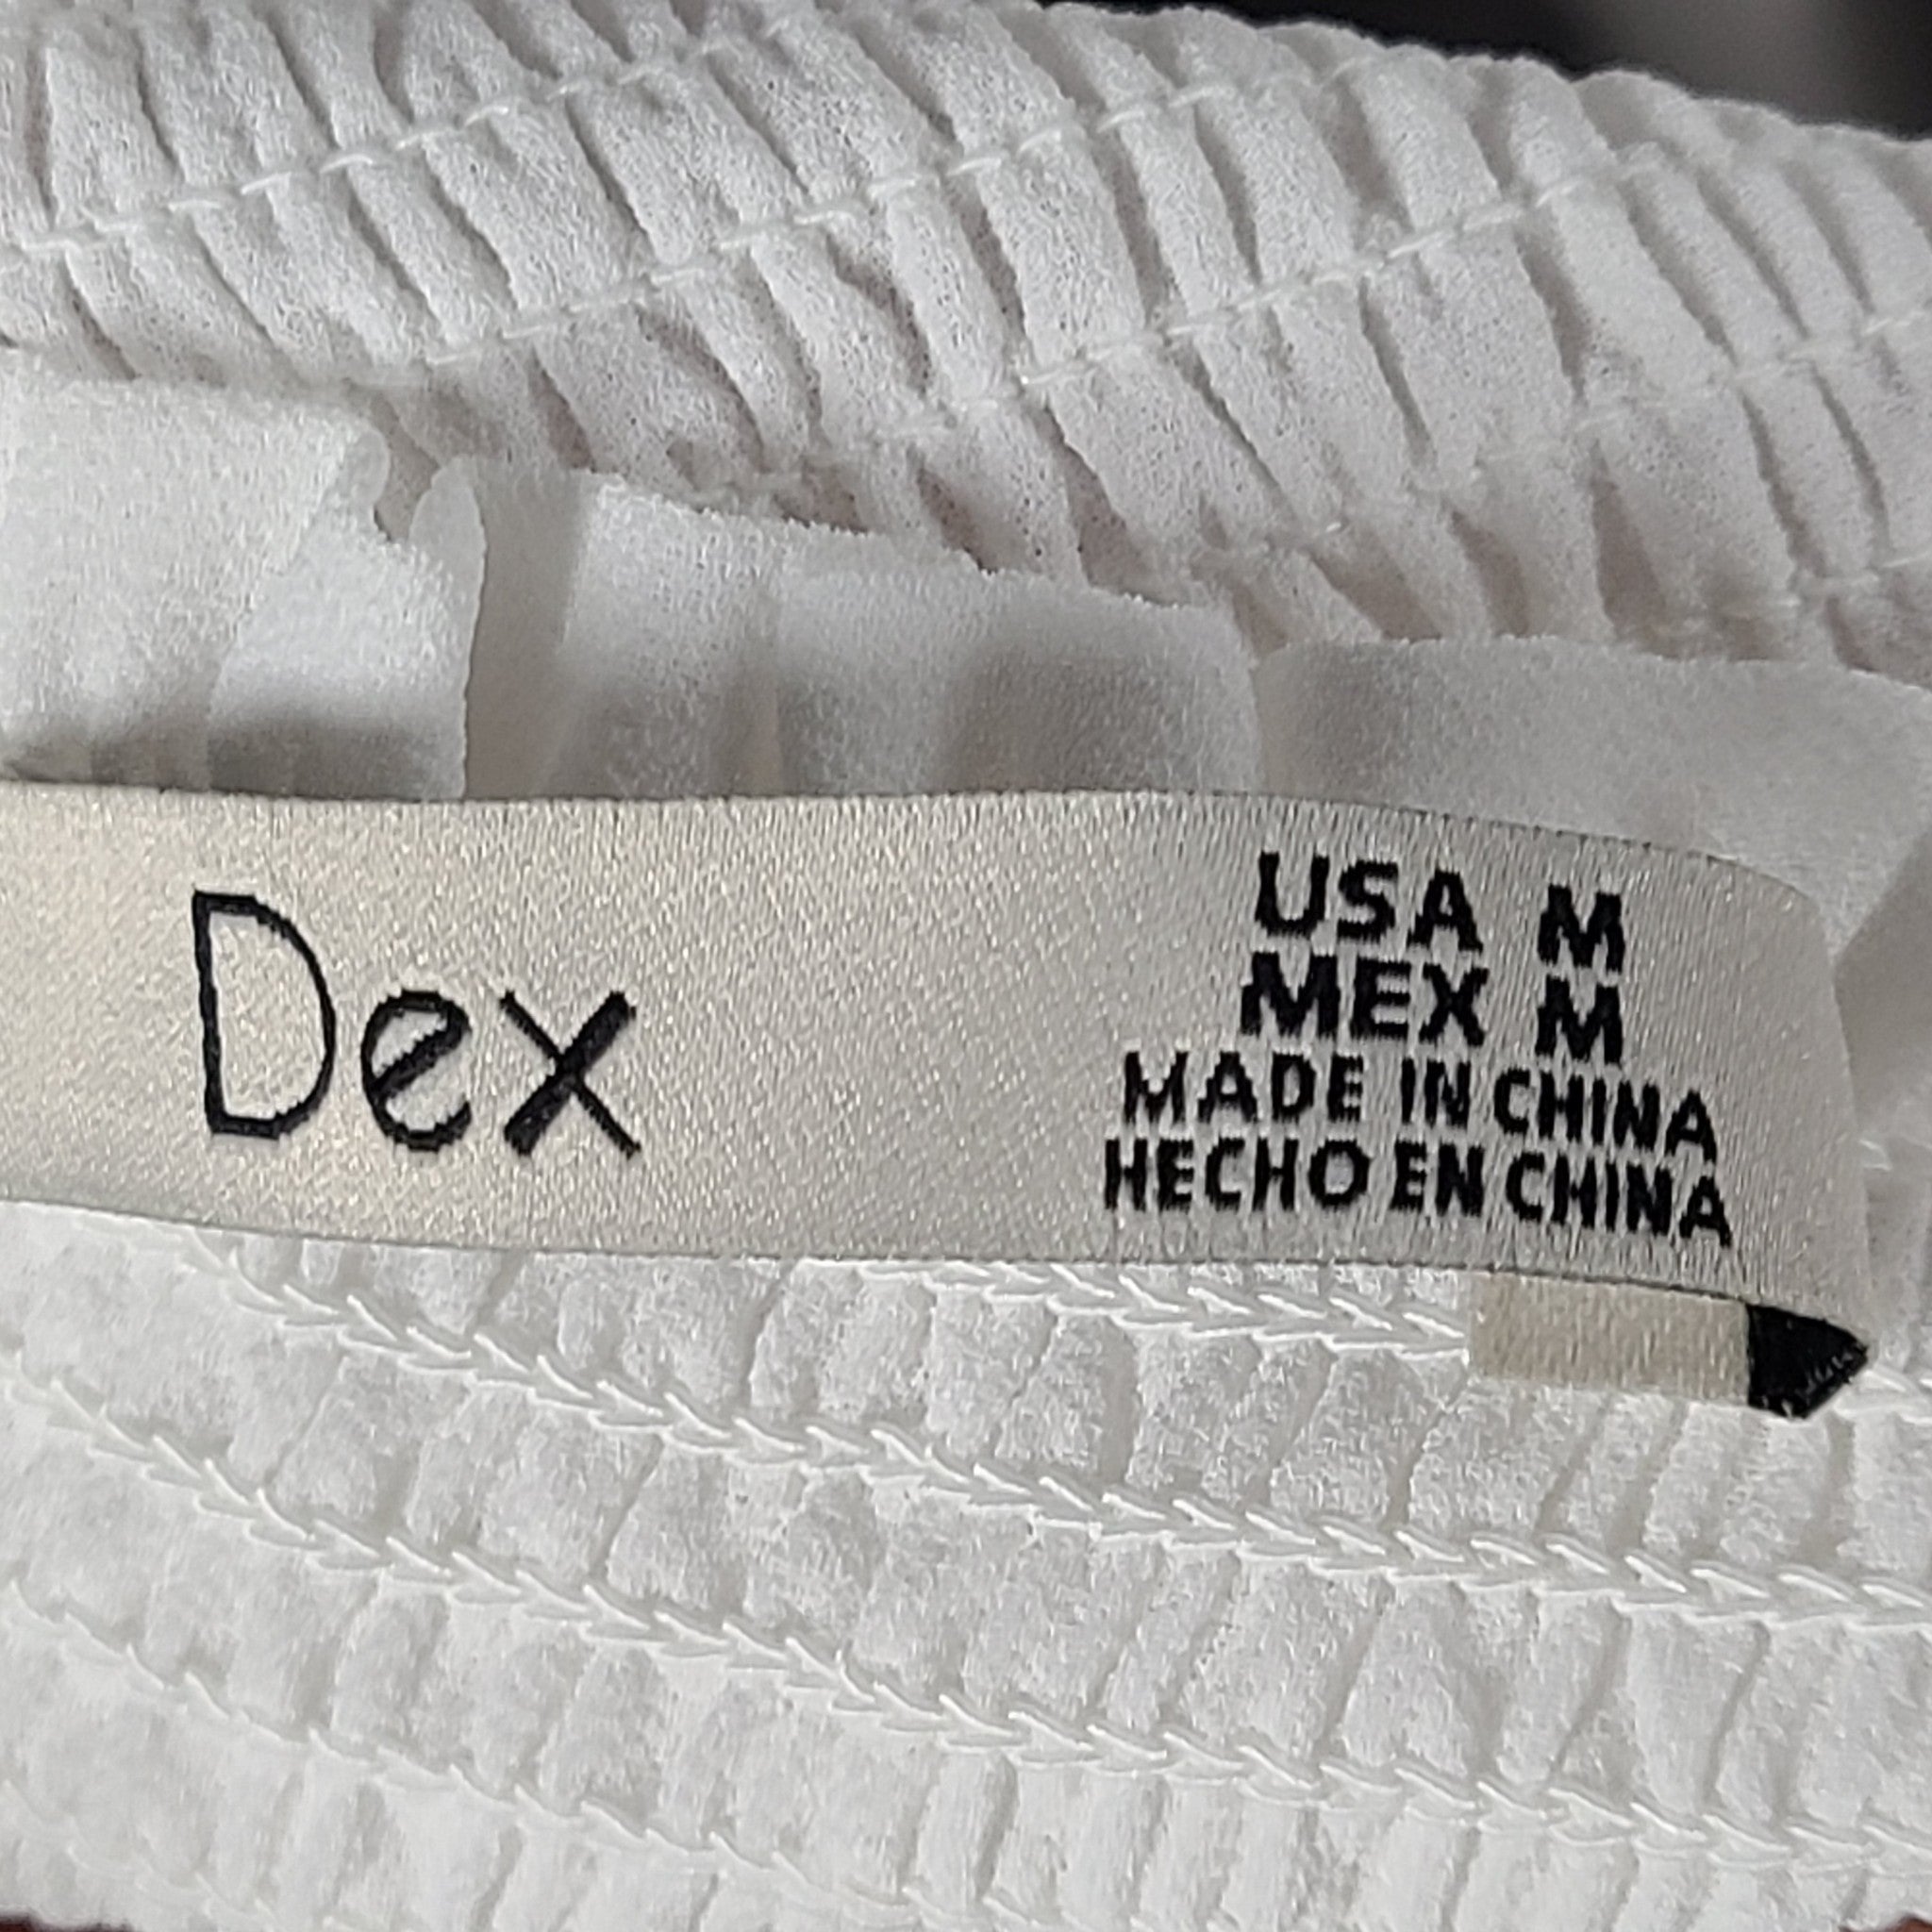 Dex
USA M
MEX M
MADE IN CHINA
HECHO EN CHINA